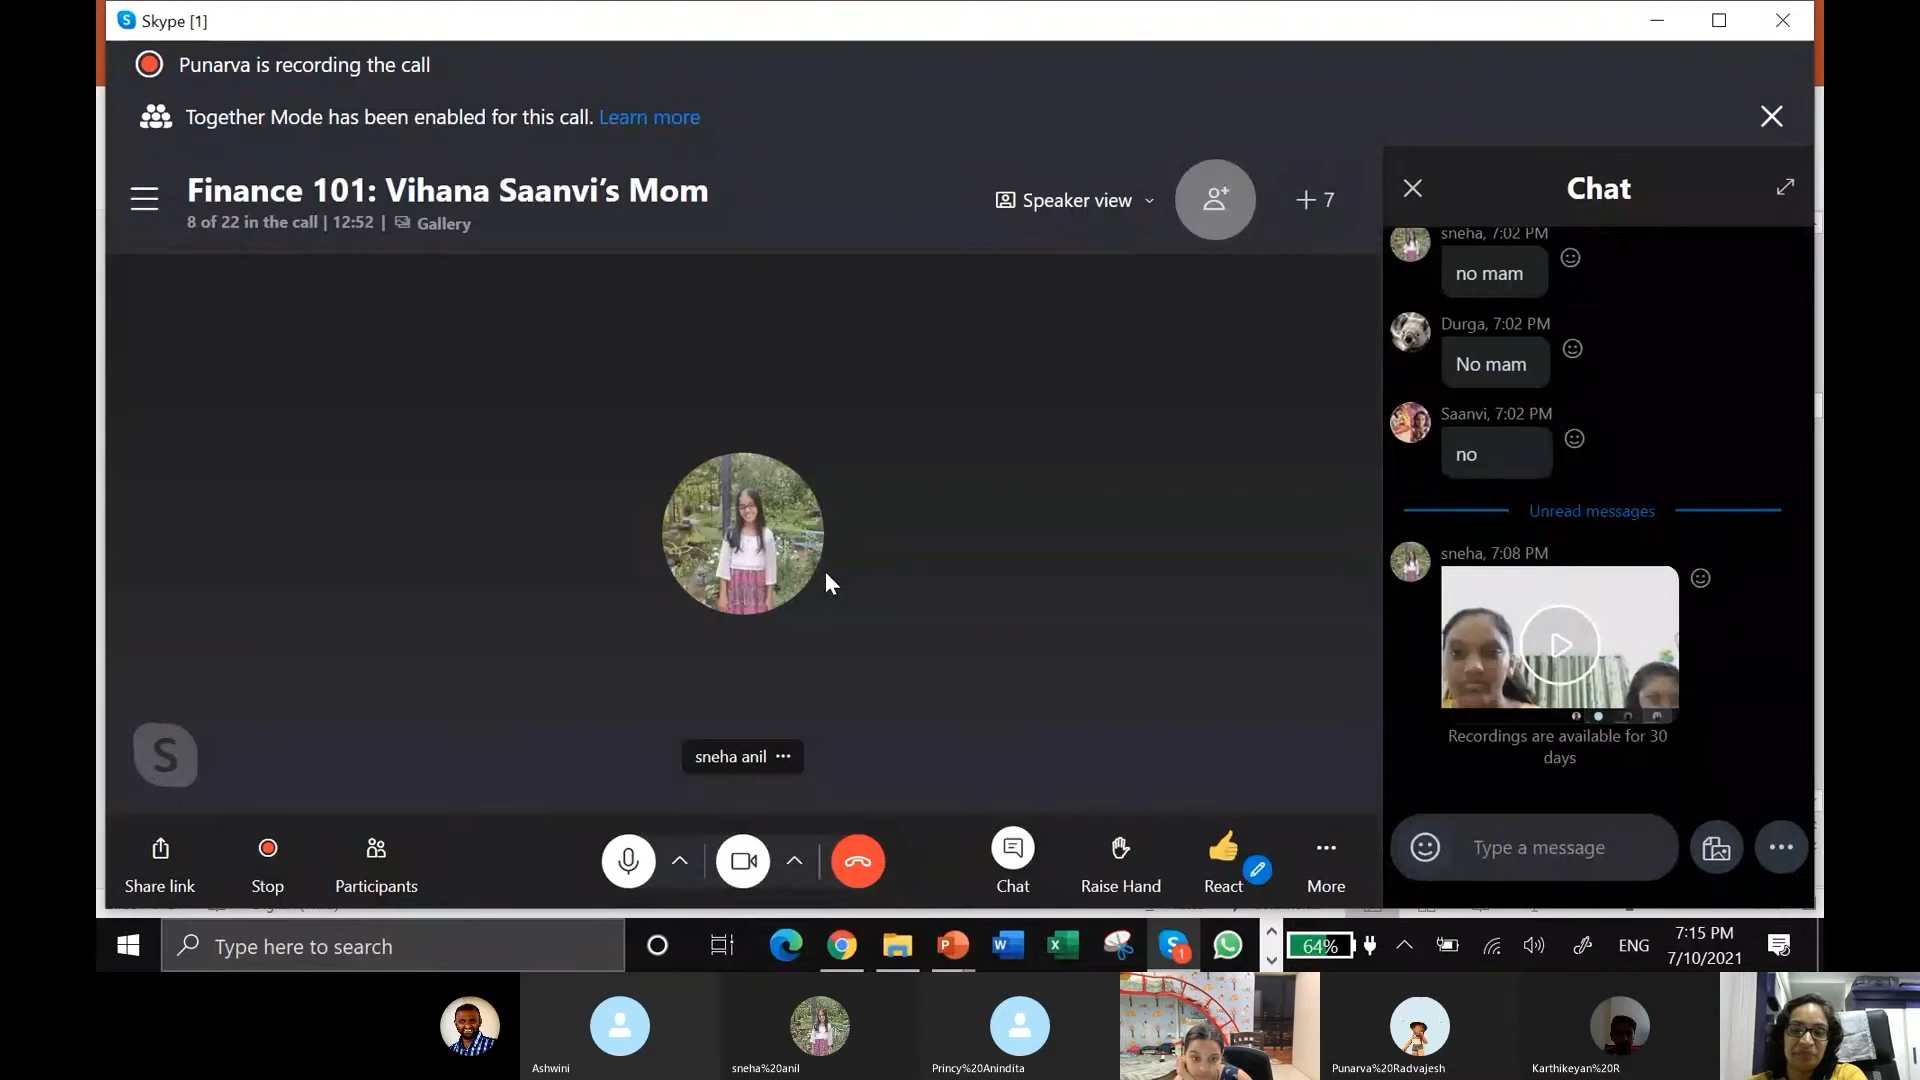 Skype [1]
Punarva is recording the call
Together Mode has been enabled for this call. Learn more
Finance 101: Vihana Saanvi’s Mom
8 of 22 in the call | 12:52 | Gallery
Speaker view
+ 7
Chat
sneha, 7:02 PM
no mam
Durga, 7:02 PM
No mam
Saanvi, 7:02 PM
no
Unread messages
sneha, 7:08 PM
Recordings are available for 30
days
S
sneha anil
Type a message
Share link
Stop
Participants
Chat
Raise Hand
React
More
Type here to search
1
64%
ENG
7:15 PM
7/10/2021
Ashwini
sneha%20anil
Princy%20Anindita
Punarva%20Radvajesh
Karthikeyan%20R